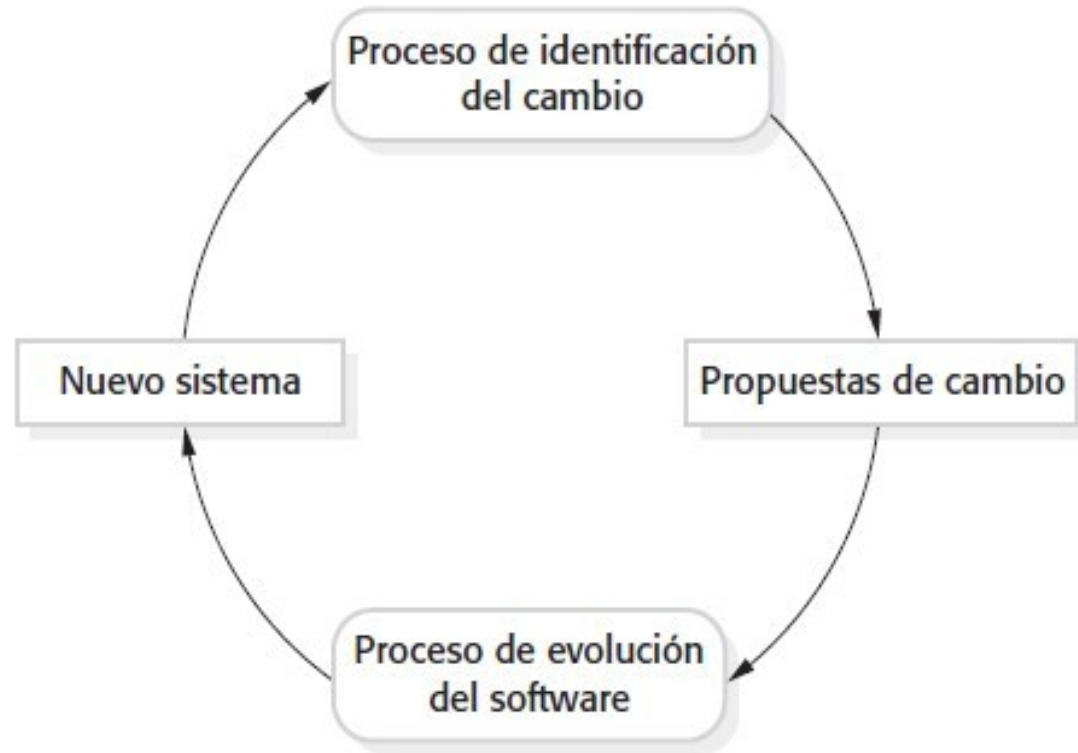 Proceso de identificación
del cambio
Nuevo sistema
Propuestas de cambio
Proceso de evolución
del software